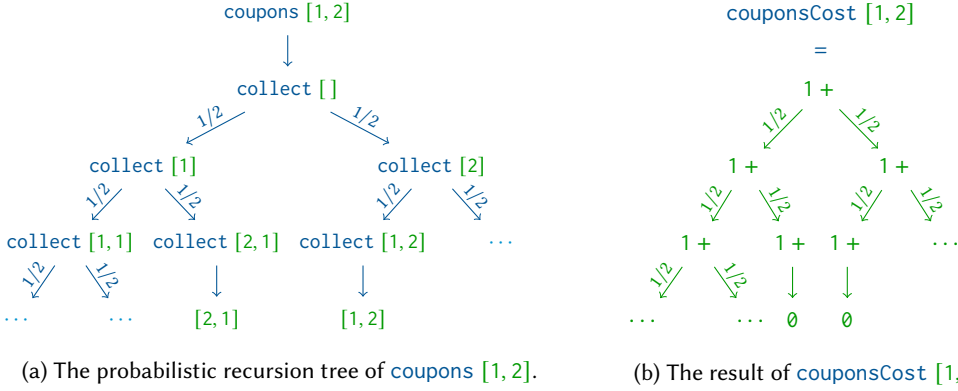 coupons [1, 2]
couponsCost [1, 2]
=
collect [ ]
1 +
1/2 1/2
1/2 1/2
collect [1] collect [2]
1 + 1 +
1/2 1/2 1/2 1/2
1/2 1/2 1/2 1/2
collect [1, 1] collect [2, 1] collect [1, 2] ···
1 + 1 + 1 + ···
1/2 1/2
1/2 1/2
··· ··· [2, 1] [1, 2]
··· ··· 0 0
(a) The probabilistic recursion tree of coupons [1, 2].
(b) The result of couponsCost [1,